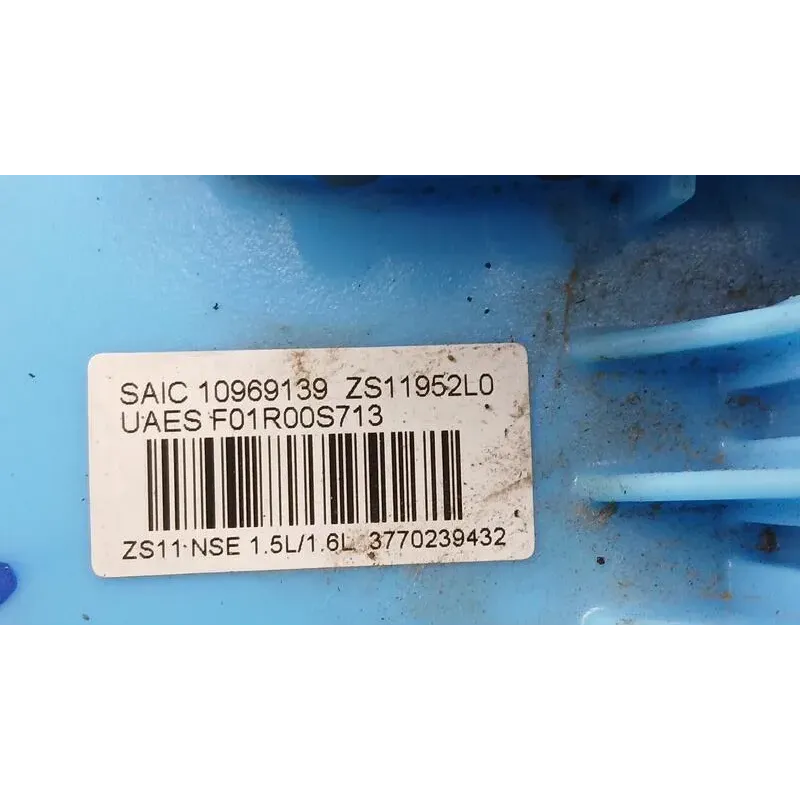 SAIC 10969139 ZS11952L0
UAES F01R00S713
ZS11 NSE 1.5L/1.6L 3770239432